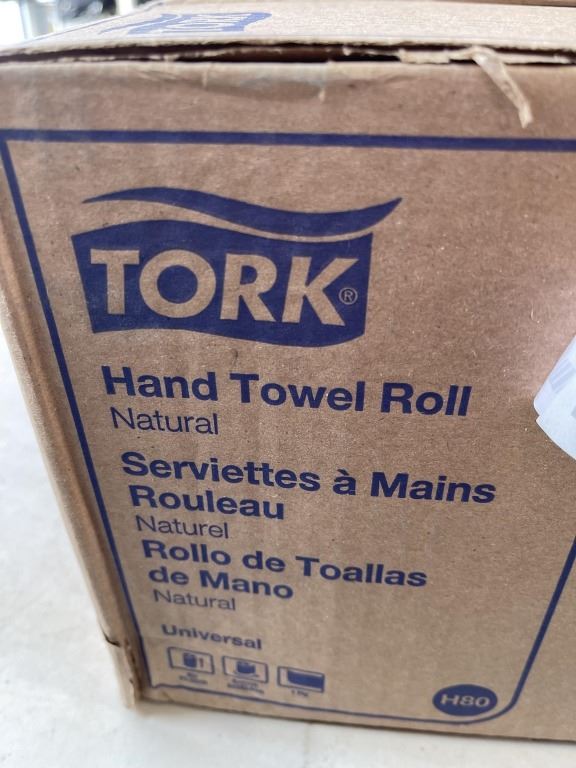 TORK®
Hand Towel Roll
Natural
Serviettes à Mains
Rouleau
Naturel
Rollo de Toallas
de Mano
Natural
Universal
H80